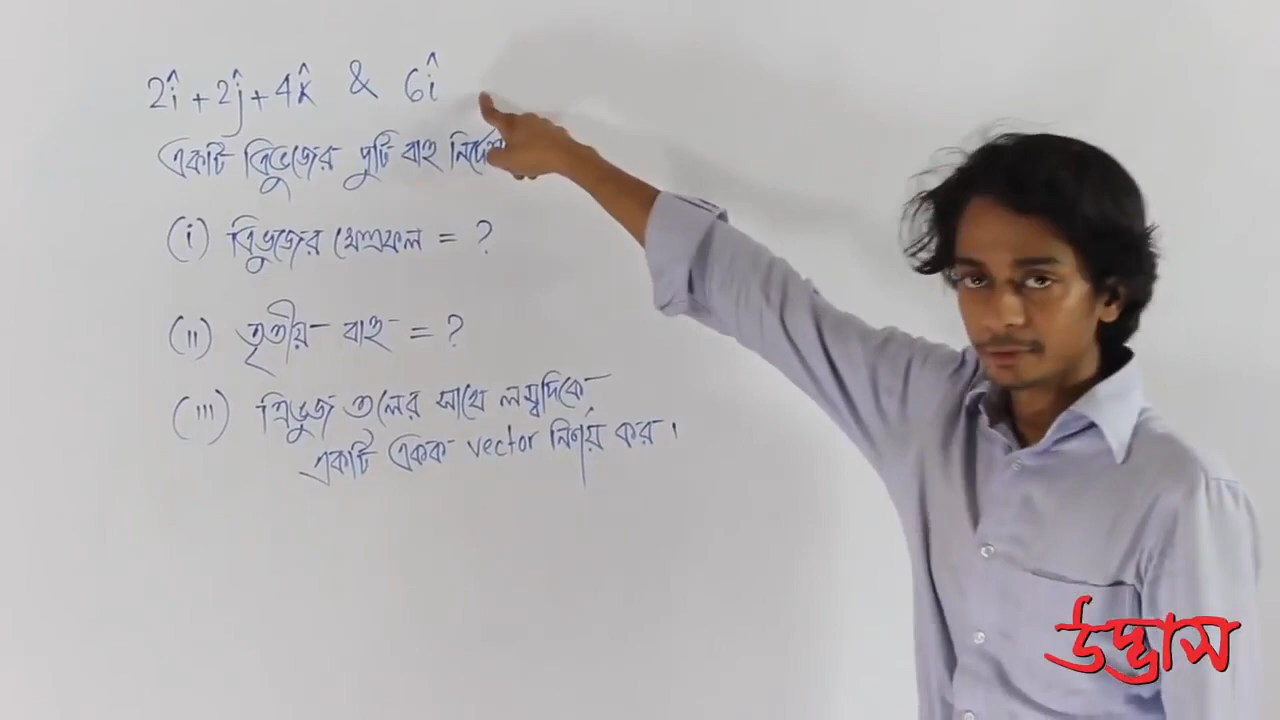 2î + 2ĵ + 4k̂ & 6î
একটি ত্রিভুজের দুটি বাহু নির্দেশ
(i) ত্রিভুজের ক্ষেত্রফল = ?
(ii) তৃতীয় বাহু = ?
(iii) ত্রিভুজ তলের সাথে লম্বদিকে
একটি একক vector নির্ণয় কর।
উদ্ভাস